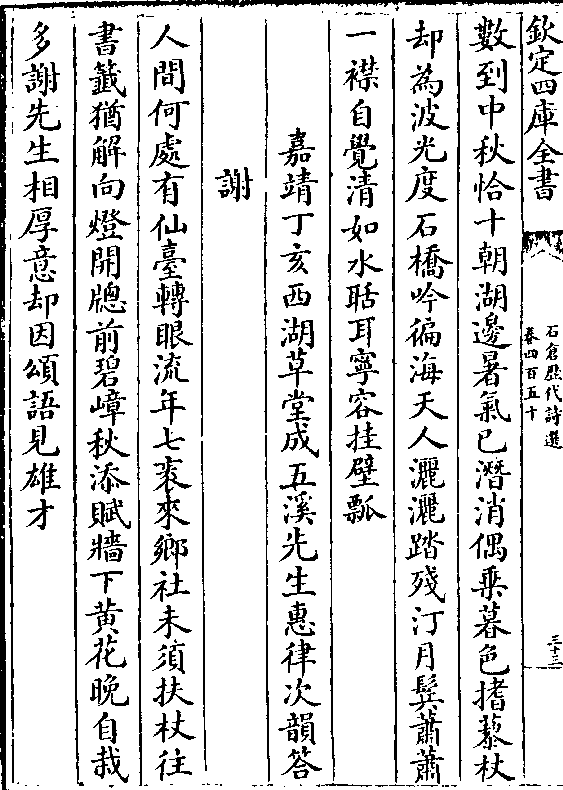 欽定四庫全書
石倉歷代詩選
卷四百五十
三十三
數到中秋恰十朝湖邊暑氣已潛消偶乗暮色搘藜杖
却為波光度石橋吟徧海天人灑灑踏殘汀月鬂蕭蕭
一襟自覺清如水聒耳寧容挂壁瓢
嘉靖丁亥西湖草堂成五溪先生惠律次韻答
謝
人間何處有仙臺轉眼流年七袠來鄉社未須扶杖往
書籖猶解向燈開牕前碧嶂秋添賦牆下黄花晚自栽
多謝先生相厚意却因頌語見雄才